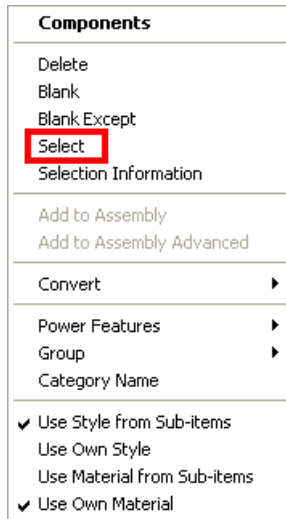 Components
Delete
Blank
Blank Except
Select
Selection Information
Add to Assembly
Add to Assembly Advanced
Convert
Power Features
Group
Category Name
Use Style from Sub-items
Use Own Style
Use Material from Sub-items
Use Own Material